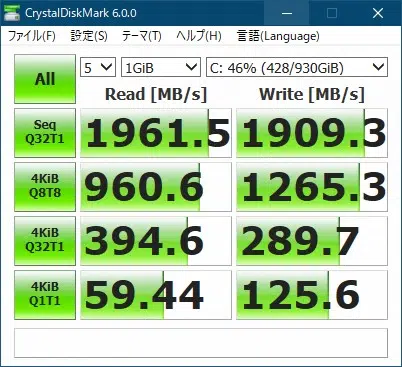 CrystalDiskMark 6.0.0
ファイル(F) 設定(S) テーマ(T) ヘルプ(H) 言語(Language)
All 5 1GiB C: 46% (428/930GiB)
Read [MB/s] Write [MB/s]
Seq
Q32T1 1961.5 1909.3
4KiB
Q8T8 960.6 1265.3
4KiB
Q32T1 394.6 289.7
4KiB
Q1T1 59.44 125.6